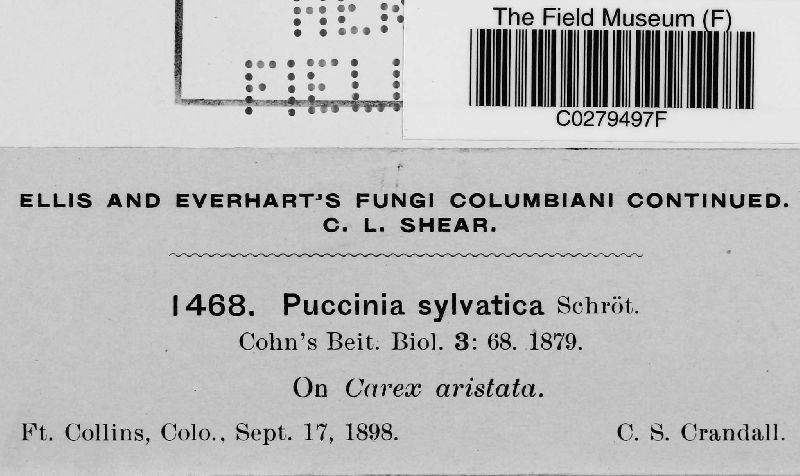 The Field Museum (F)
C0279497F
ELLIS AND EVERHART'S FUNGI COLUMBIANI CONTINUED.
C. L. SHEAR.
1468. Puccinia sylvatica Schröt.
Cohn's Beit. Biol. 3: 68. 1879.
On Carex aristata.
Ft. Collins, Colo., Sept. 17, 1898. C. S. Crandall.